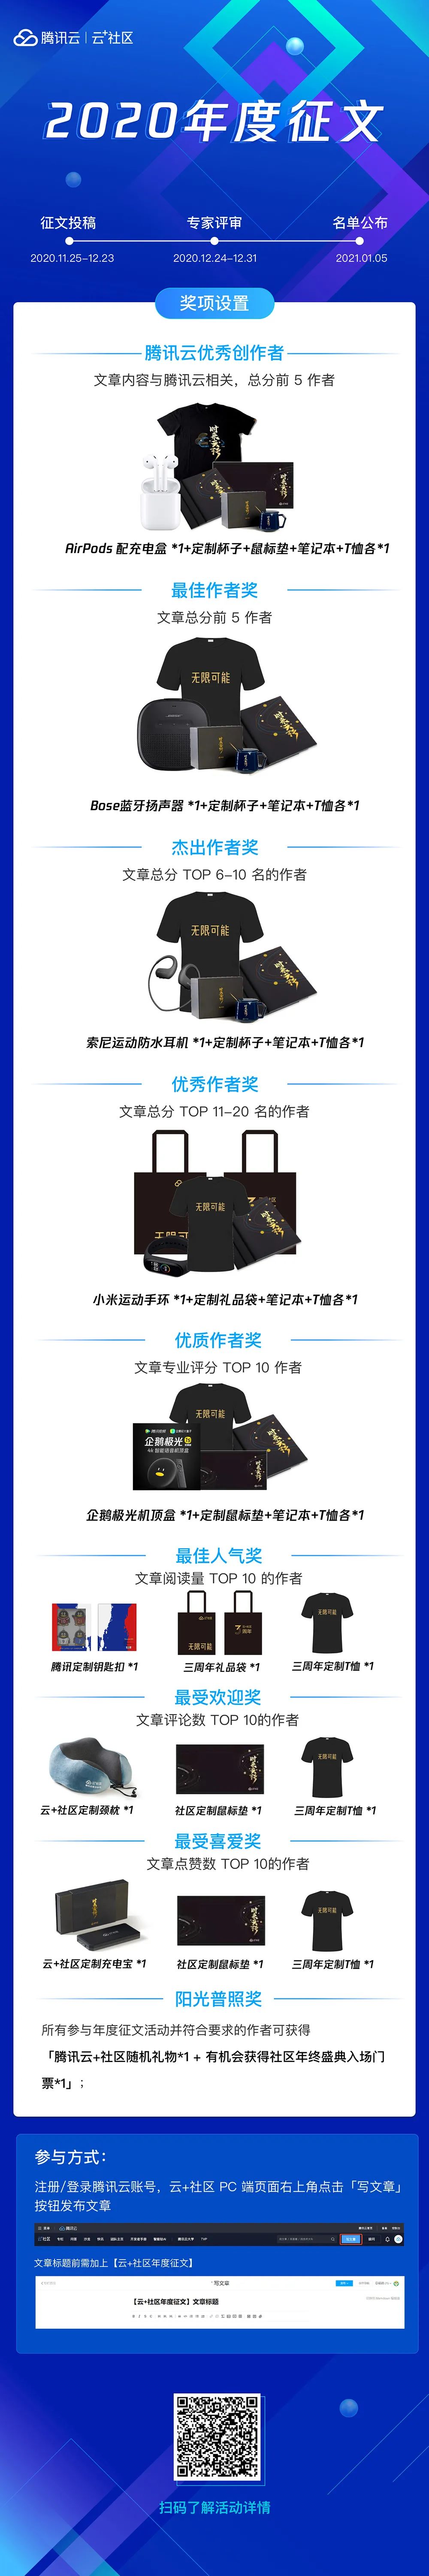 腾讯云 | 云+社区
2020年度征文
征文投稿 专家评审 名单公布
2020.11.25-12.23 2020.12.24-12.31 2021.01.05
奖项设置
腾讯云优秀创作者
文章内容与腾讯云相关，总分前 5 作者
AirPods 配充电盒 *1+定制杯子+鼠标垫+笔记本+T恤各*1
最佳作者奖
文章总分前 5 作者
无限可能
Bose蓝牙扬声器 *1+定制杯子+笔记本+T恤各*1
杰出作者奖
文章总分 TOP 6-10 名的作者
无限可能
索尼运动防水耳机 *1+定制杯子+笔记本+T恤各*1
优秀作者奖
文章总分 TOP 11-20 名的作者
无限可能
小米运动手环 *1+定制礼品袋+笔记本+T恤各*1
优质作者奖
文章专业评分 TOP 10 作者
无限可能
企鹅极光
4K 智能语音机顶盒
企鹅极光机顶盒 *1+定制鼠标垫+笔记本+T恤各*1
最佳人气奖
文章阅读量 TOP 10 的作者
无限可能
无限可能
腾讯定制钥匙扣 *1 三周年礼品袋 *1 三周年定制T恤 *1
最受欢迎奖
文章评论数 TOP 10的作者
无限可能
云+社区定制颈枕 *1 社区定制鼠标垫 *1 三周年定制T恤 *1
最受喜爱奖
文章点赞数 TOP 10的作者
无限可能
云+社区定制充电宝 *1 社区定制鼠标垫 *1 三周年定制T恤 *1
阳光普照奖
所有参与年度征文活动并符合要求的作者可获得
「腾讯云+社区随机礼物*1 + 有机会获得社区年终盛典入场门
票*1」；
参与方式：
注册/登录腾讯云账号，云+社区 PC 端页面右上角点击「写文章」
按钮发布文章
腾讯云
写文章
文章标题前需加上【云+社区年度征文】
写文章
【云+社区年度征文】文章标题
扫码了解活动详情